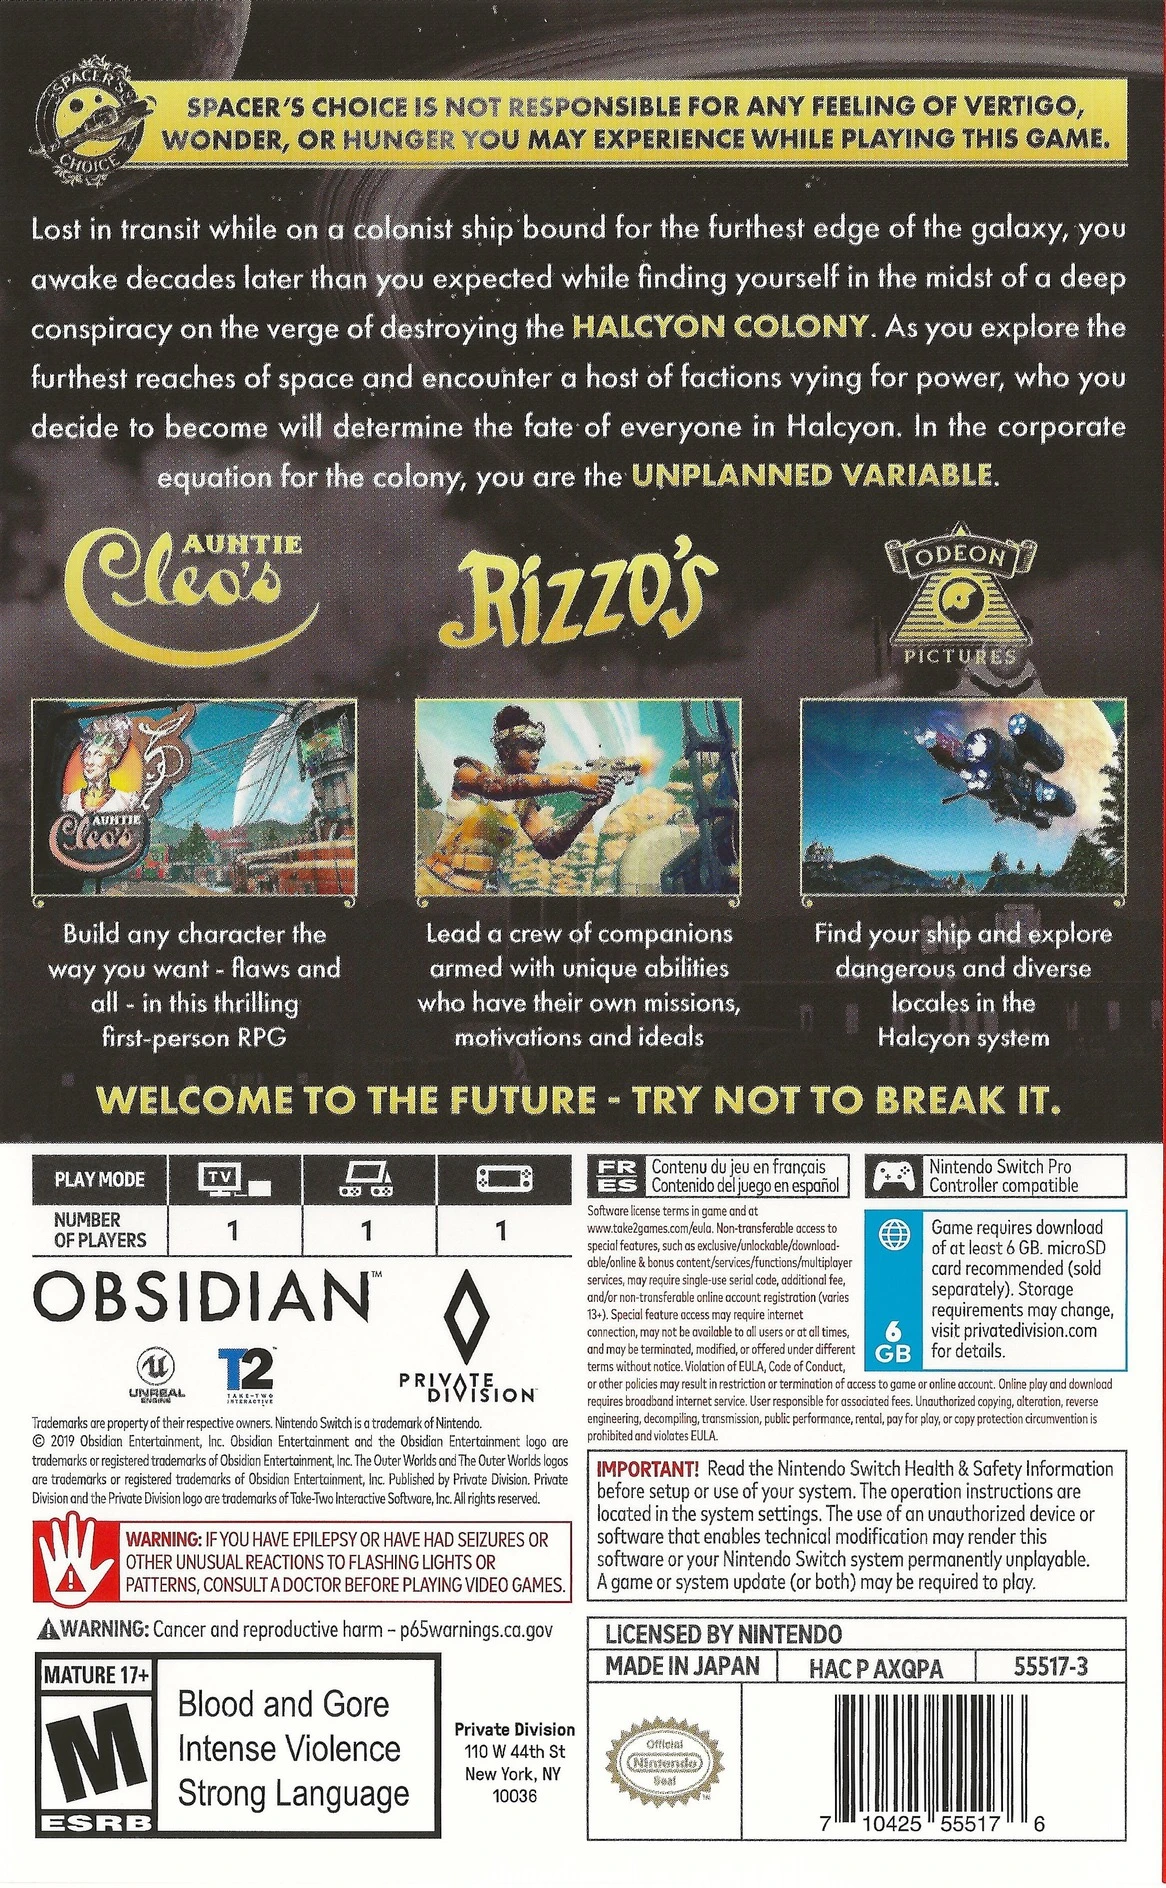 SPACER'S
CHOICE
SPACER'S CHOICE IS NOT RESPONSIBLE FOR ANY FEELING OF VERTIGO,
WONDER, OR HUNGER YOU MAY EXPERIENCE WHILE PLAYING THIS GAME.
Lost in transit while on a colonist ship bound for the furthest edge of the galaxy, you
awake decades later than you expected while finding yourself in the midst of a deep
conspiracy on the verge of destroying the HALCYON COLONY. As you explore the
furthest reaches of space and encounter a host of factions vying for power, who you
decide to become will determine the fate of everyone in Halcyon. In the corporate
equation for the colony, you are the UNPLANNED VARIABLE.
AUNTIE
Cleo's
RIZZO'S
ODEON
PICTURES
AUNTIE
Cleo's
Build any character the
way you want - flaws and
all - in this thrilling
first-person RPG
Lead a crew of companions
armed with unique abilities
who have their own missions,
motivations and ideals
Find your ship and explore
dangerous and diverse
locales in the
Halcyon system
WELCOME TO THE FUTURE - TRY NOT TO BREAK IT.
PLAY MODE
TV
NUMBER
OF PLAYERS
1 1 1
OBSIDIAN™
UNREAL
ENGINE
T2
TAKE-TWO
INTERACTIVE
PRIVATE
DIVISION
Trademarks are property of their respective owners. Nintendo Switch is a trademark of Nintendo.
© 2019 Obsidian Entertainment, Inc. Obsidian Entertainment and the Obsidian Entertainment logo are
trademarks or registered trademarks of Obsidian Entertainment, Inc. The Outer Worlds and The Outer Worlds logos
are trademarks or registered trademarks of Obsidian Entertainment, Inc. Published by Private Division. Private
Division and the Private Division logo are trademarks of Take-Two Interactive Software, Inc. All rights reserved.
WARNING: IF YOU HAVE EPILEPSY OR HAVE HAD SEIZURES OR
OTHER UNUSUAL REACTIONS TO FLASHING LIGHTS OR
PATTERNS, CONSULT A DOCTOR BEFORE PLAYING VIDEO GAMES.
WARNING: Cancer and reproductive harm – p65warnings.ca.gov
MATURE 17+
M
ESRB
Blood and Gore
Intense Violence
Strong Language
Private Division
110 W 44th St
New York, NY
10036
FR
ES
Contenu du jeu en français
Contenido del juego en español
Nintendo Switch Pro
Controller compatible
Software license terms in game and at
www.take2games.com/eula. Non-transferable access to
special features, such as exclusive/unlockable/download-
able/online & bonus content/services/functions/multiplayer
services, may require single-use serial code, additional fee,
and/or non-transferable online account registration (varies
13+). Special feature access may require internet
connection, may not be available to all users or at all times,
and may be terminated, modified, or offered under different
terms without notice. Violation of EULA, Code of Conduct,
or other policies may result in restriction or termination of access to game or online account. Online play and download
requires broadband internet service. User responsible for associated fees. Unauthorized copying, alteration, reverse
engineering, decompiling, transmission, public performance, rental, pay for play, or copy protection circumvention is
prohibited and violates EULA.
6
GB
Game requires download
of at least 6 GB. microSD
card recommended (sold
separately). Storage
requirements may change,
visit privatedivision.com
for details.
IMPORTANT! Read the Nintendo Switch Health & Safety Information
before setup or use of your system. The operation instructions are
located in the system settings. The use of an unauthorized device or
software that enables technical modification may render this
software or your Nintendo Switch system permanently unplayable.
A game or system update (or both) may be required to play.
LICENSED BY NINTENDO
MADE IN JAPAN
HAC P AXQPA
55517-3
Official
Nintendo
Seal
7 10425 55517 6